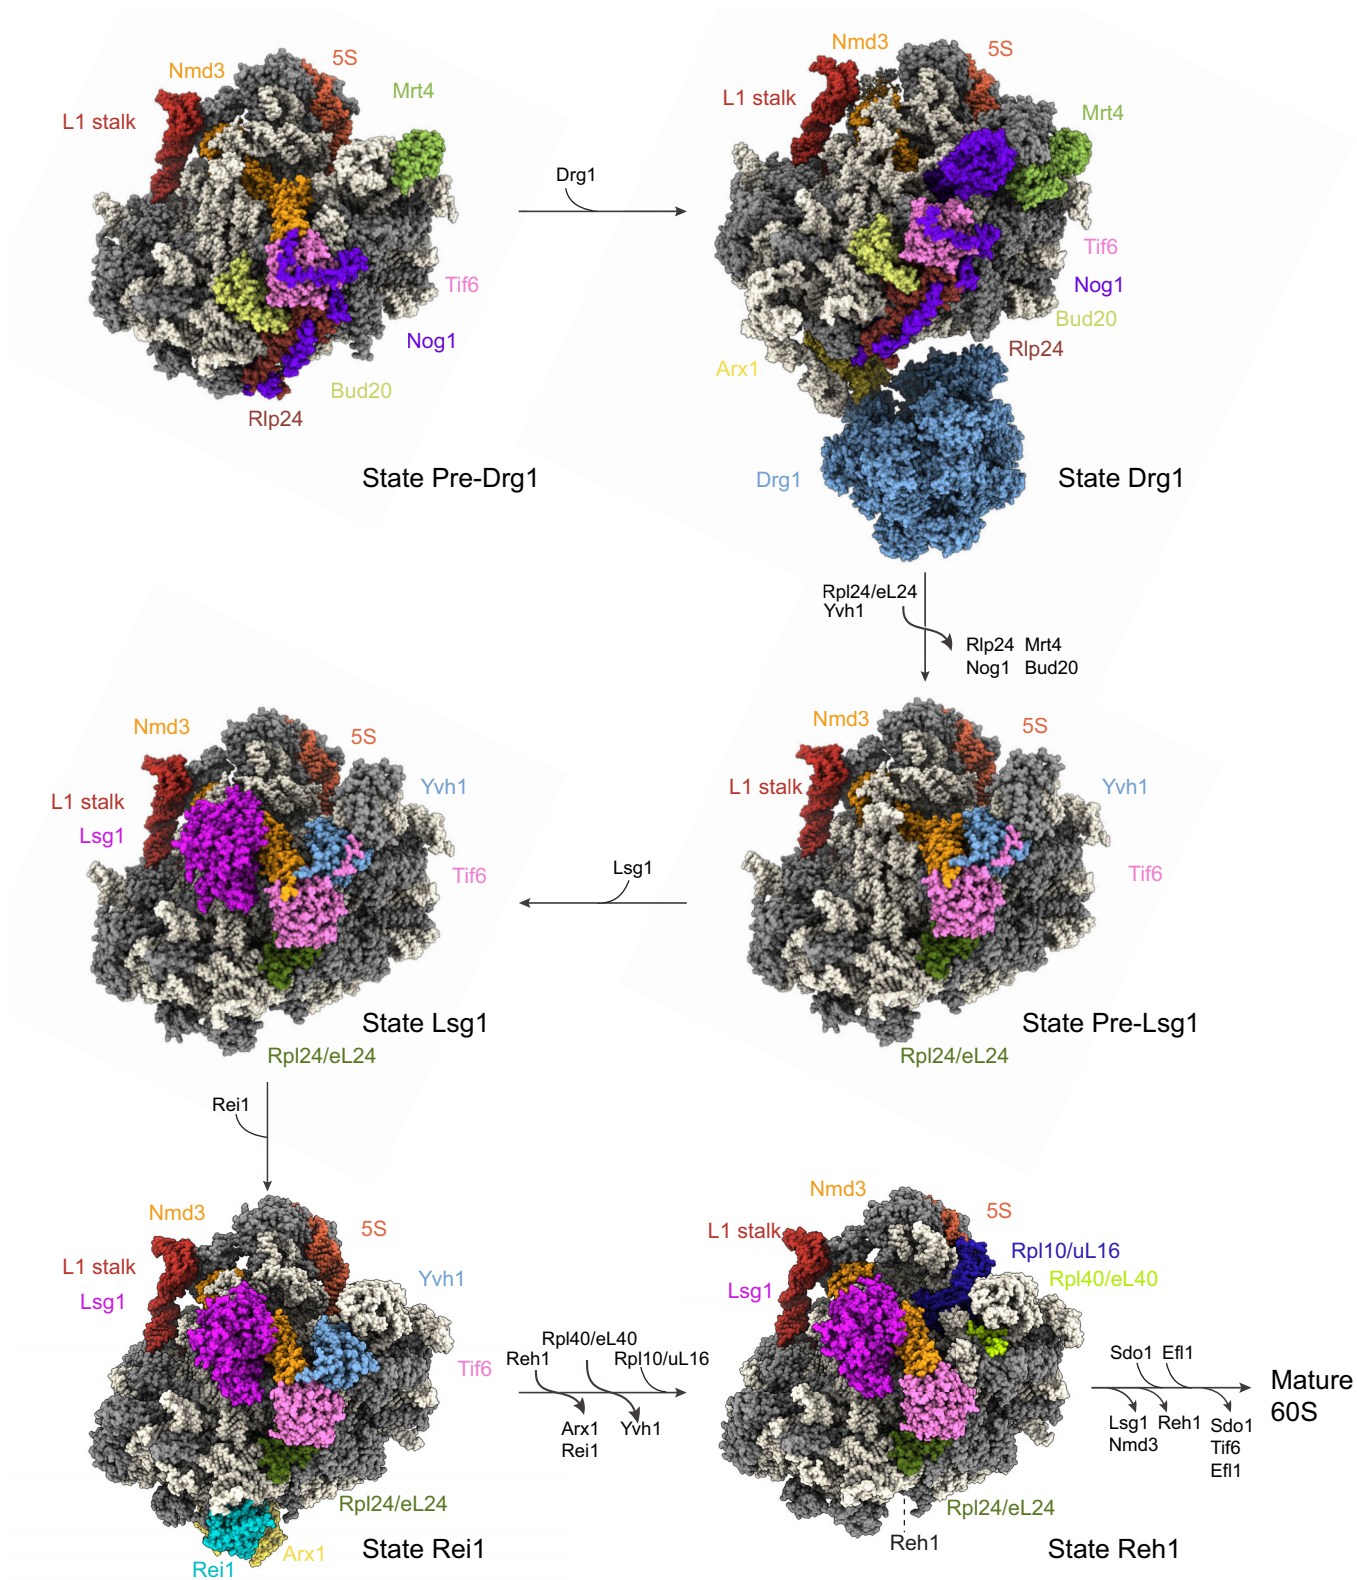 Nmd3
5S
Mrt4
L1 stalk
Tif6
Nog1
Bud20
Rlp24
State Pre-Drg1
Drg1
Nmd3
5S
L1 stalk
Mrt4
Tif6
Nog1
Bud20
Rlp24
Arx1
Drg1
State Drg1
Rpl24/eL24
Yvh1
Rlp24 Mrt4
Nog1 Bud20
Nmd3
5S
L1 stalk
Yvh1
Tif6
State Pre-Lsg1
Rpl24/eL24
Lsg1
Nmd3
5S
Yvh1
L1 stalk
Lsg1
Tif6
State Lsg1
Rpl24/eL24
Rei1
Nmd3
5S
L1 stalk
Yvh1
Lsg1
Tif6
Rpl24/eL24
Rei1
Arx1
State Rei1
Rpl40/eL40
Reh1
Rpl10/uL16
Arx1
Rei1
Yvh1
Nmd3
5S
L1 stalk
Rpl10/uL16
Rpl40/eL40
Lsg1
Rpl24/eL24
Reh1
State Reh1
Sdo1 Efl1
Lsg1
Nmd3
Reh1
Sdo1
Tif6
Efl1
Mature
60S